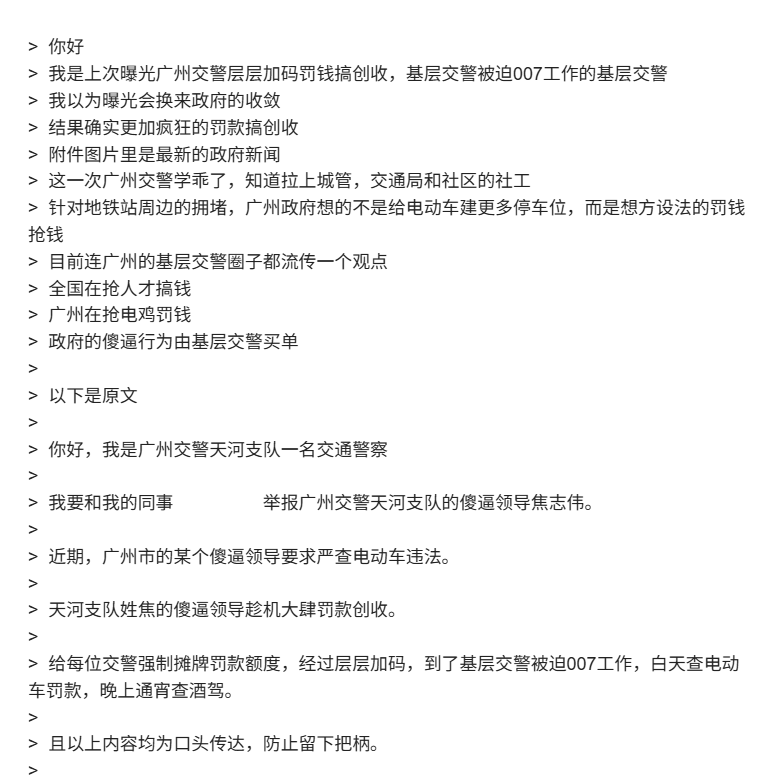 > 你好
> 我是上次曝光广州交警层层加码罚钱搞创收，基层交警被迫007工作的基层交警
> 我以为曝光会换来政府的收敛
> 结果确实更加疯狂的罚款搞创收
> 附件图片里是最新的政府新闻
> 这一次广州交警学乖了，知道拉上城管，交通局和社区的社工
> 针对地铁站周边的拥堵，广州政府想的不是给电动车建更多停车位，而是想方设法的罚钱
抢钱
> 目前连广州的基层交警圈子都流传一个观点
> 全国在抢人才搞钱
> 广州在抢电鸡罚钱
> 政府的傻逼行为由基层交警买单
>
> 以下是原文
>
> 你好，我是广州交警天河支队一名交通警察
>
> 我要和我的同事 举报广州交警天河支队的傻逼领导焦志伟。
>
> 近期，广州市的某个傻逼领导要求严查电动车违法。
>
> 天河支队姓焦的傻逼领导趁机大肆罚款创收。
>
> 给每位交警强制摊牌罚款额度，经过层层加码，到了基层交警被迫007工作，白天查电动
车罚款，晚上通宵查酒驾。
>
> 且以上内容均为口头传达，防止留下把柄。
>